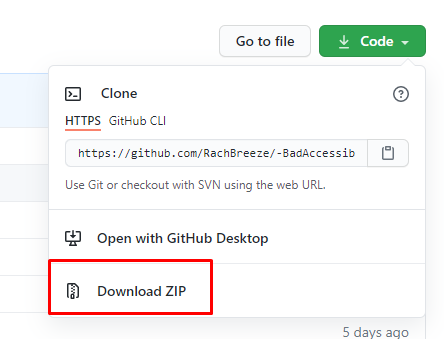 Go to file
Code
Clone
HTTPS GitHub CLI
https://github.com/RachBreeze/-BadAccessib
Use Git or checkout with SVN using the web URL.
Open with GitHub Desktop
Download ZIP
5 days ago